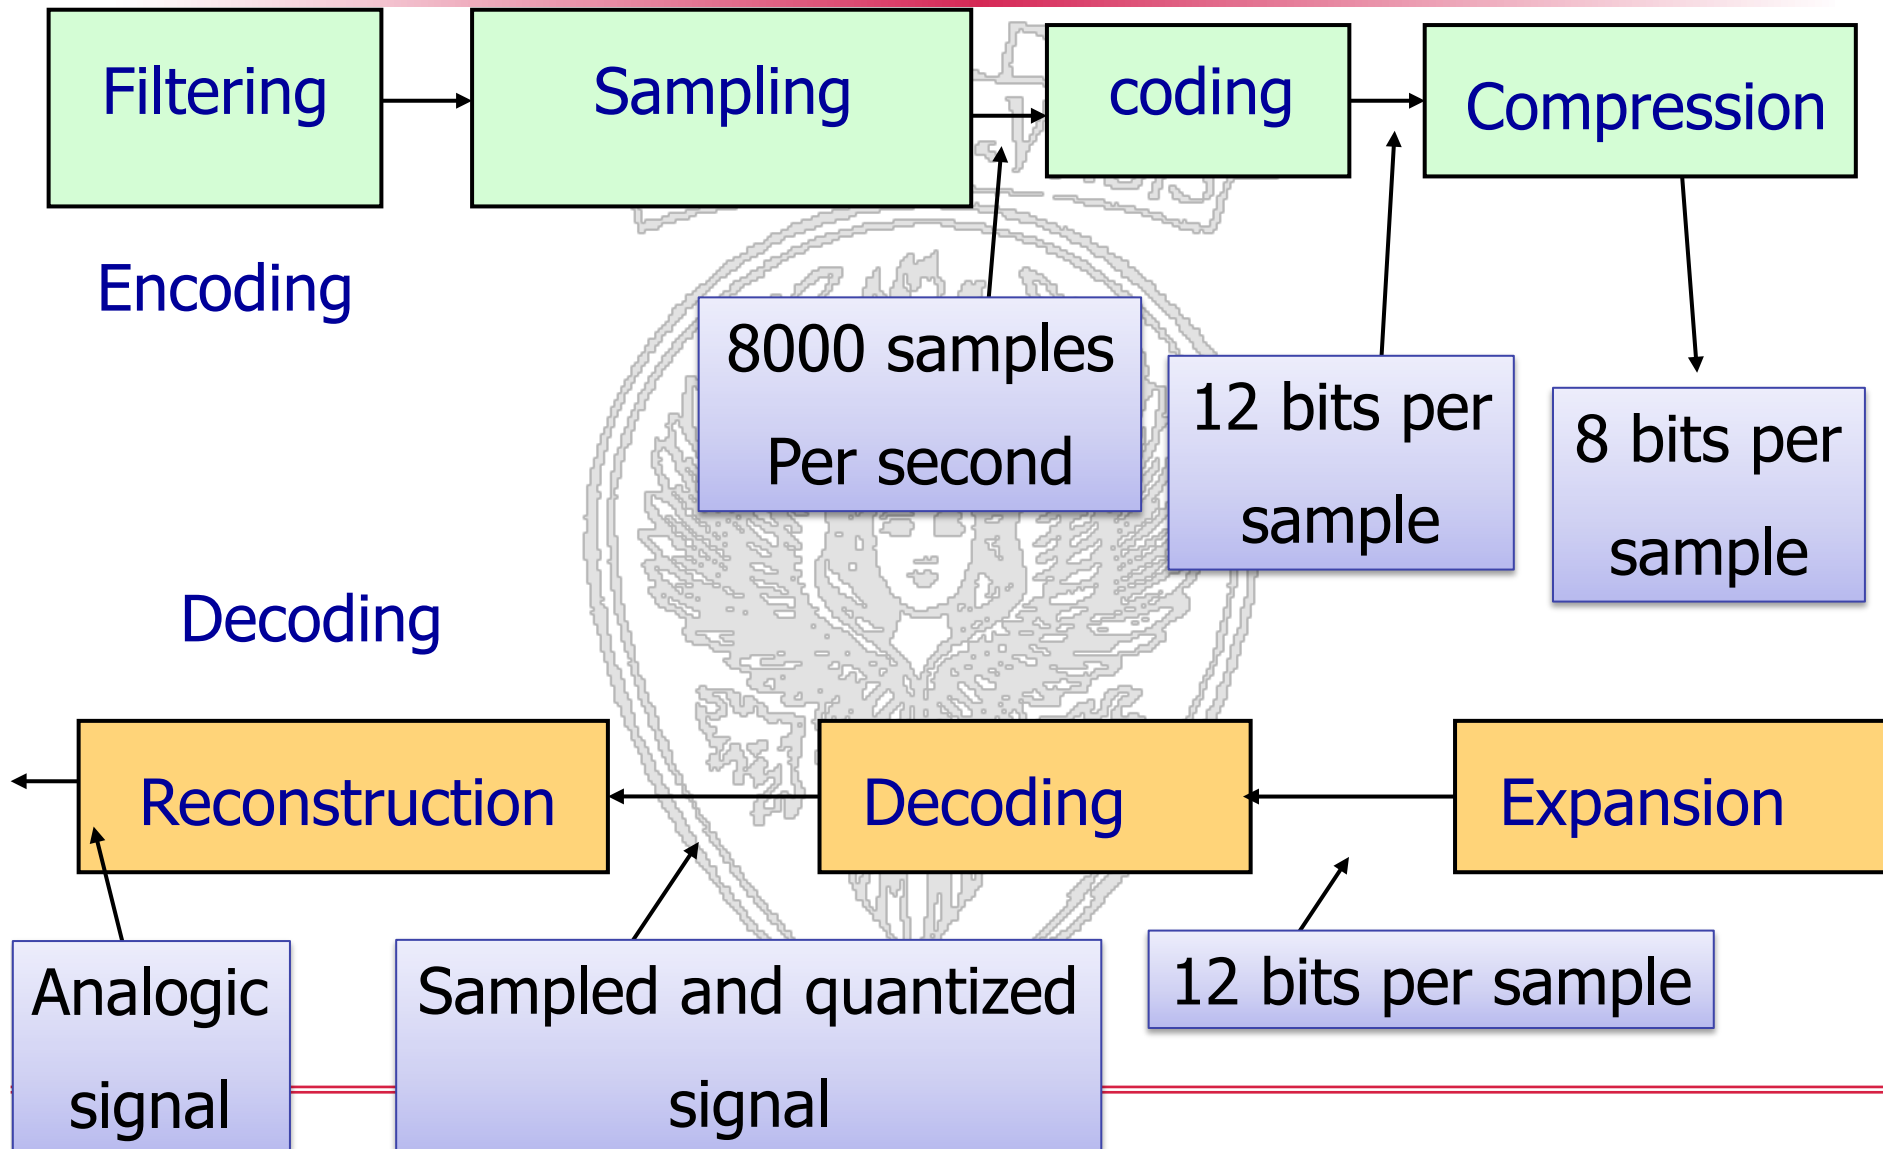 Filtering
Sampling
coding
Compression
Encoding
8000 samples
Per second
12 bits per
sample
8 bits per
sample
Decoding
Reconstruction
Decoding
Expansion
Analogic
signal
Sampled and quantized
signal
12 bits per sample